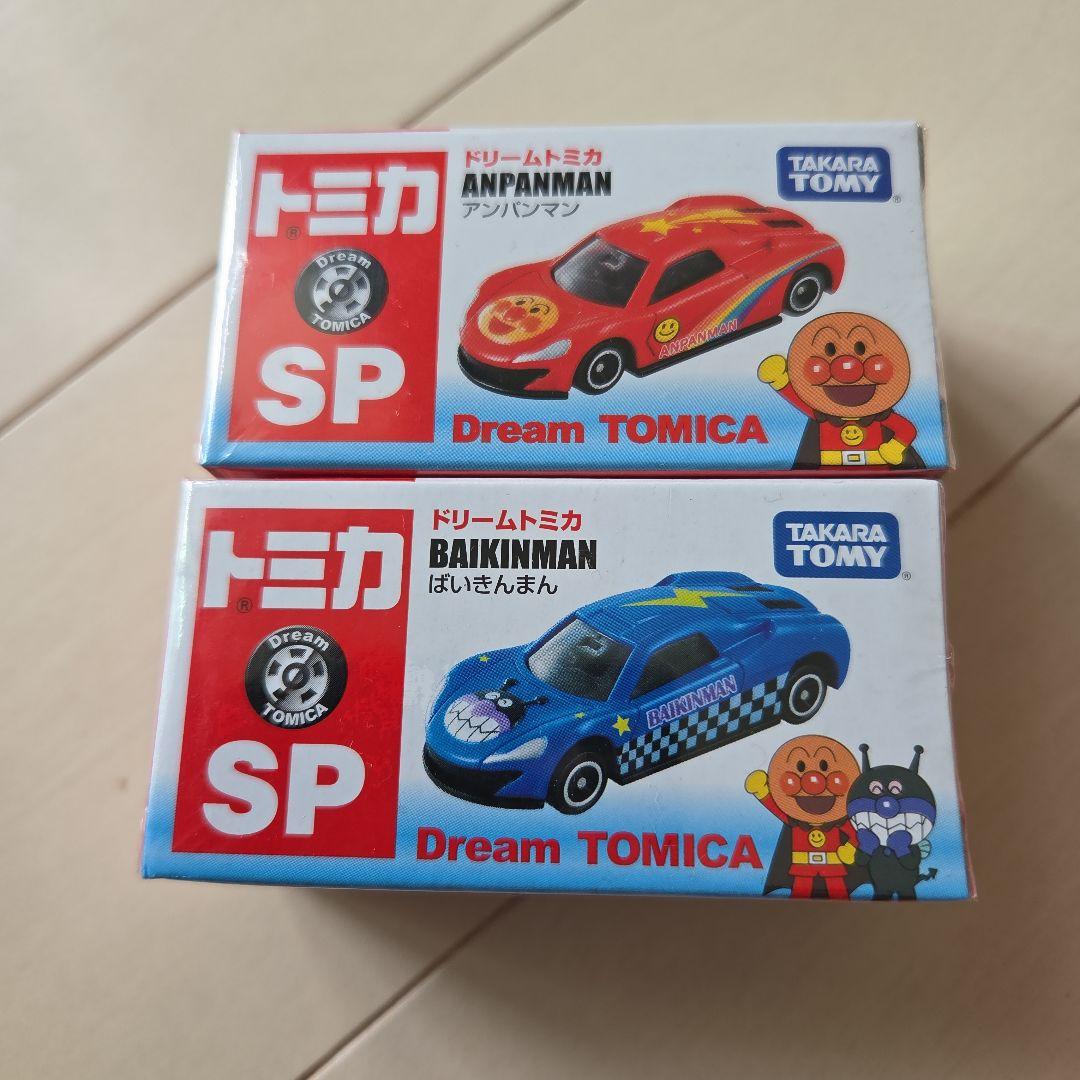 トミカ
®
Dream
TOMICA
SP
ドリームトミカ
ANPANMAN
アンパンマン
TAKARA
TOMY
®
ANPANMAN
Dream TOMICA
トミカ
®
Dream
TOMICA
SP
ドリームトミカ
BAIKINMAN
ばいきんまん
TAKARA
TOMY
®
BAIKINMAN
Dream TOMICA